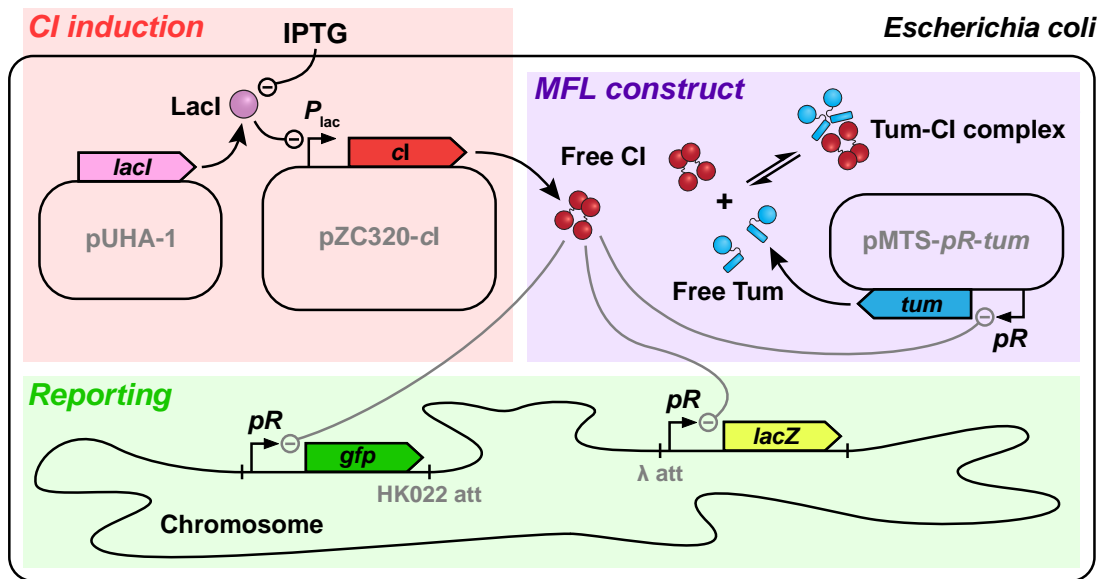 CI induction
Escherichia coli
IPTG
MFL construct
LacI
Plac
Tum-CI complex
Free CI
lacI
cI
+
pUHA-1
pZC320-cI
pMTS-pR-tum
Free Tum
tum
pR
Reporting
pR
pR
gfp
lacZ
HK022 att
λ att
Chromosome